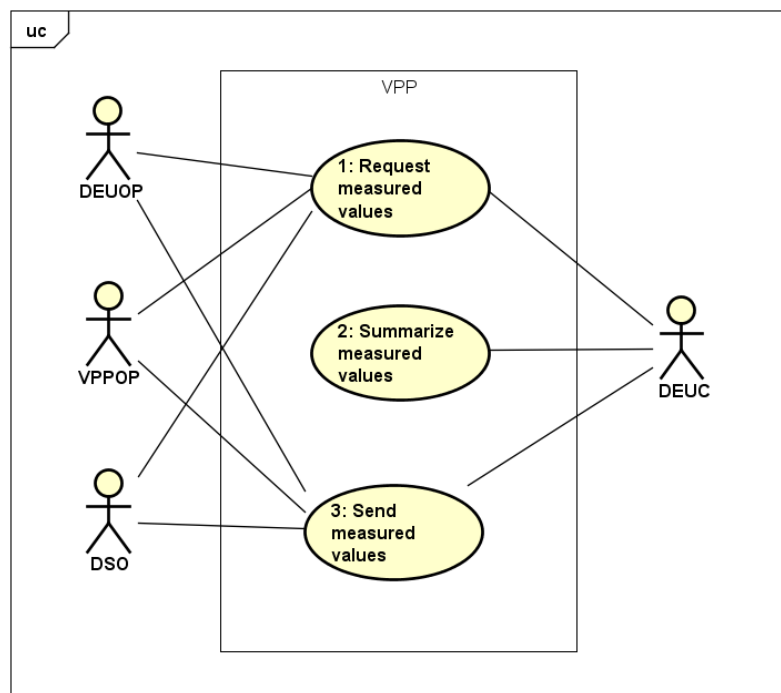 uc
VPP
DEUOP
1: Request
measured
values
VPPOP
2: Summarize
measured
values
DEUC
DSO
3: Send
measured
values